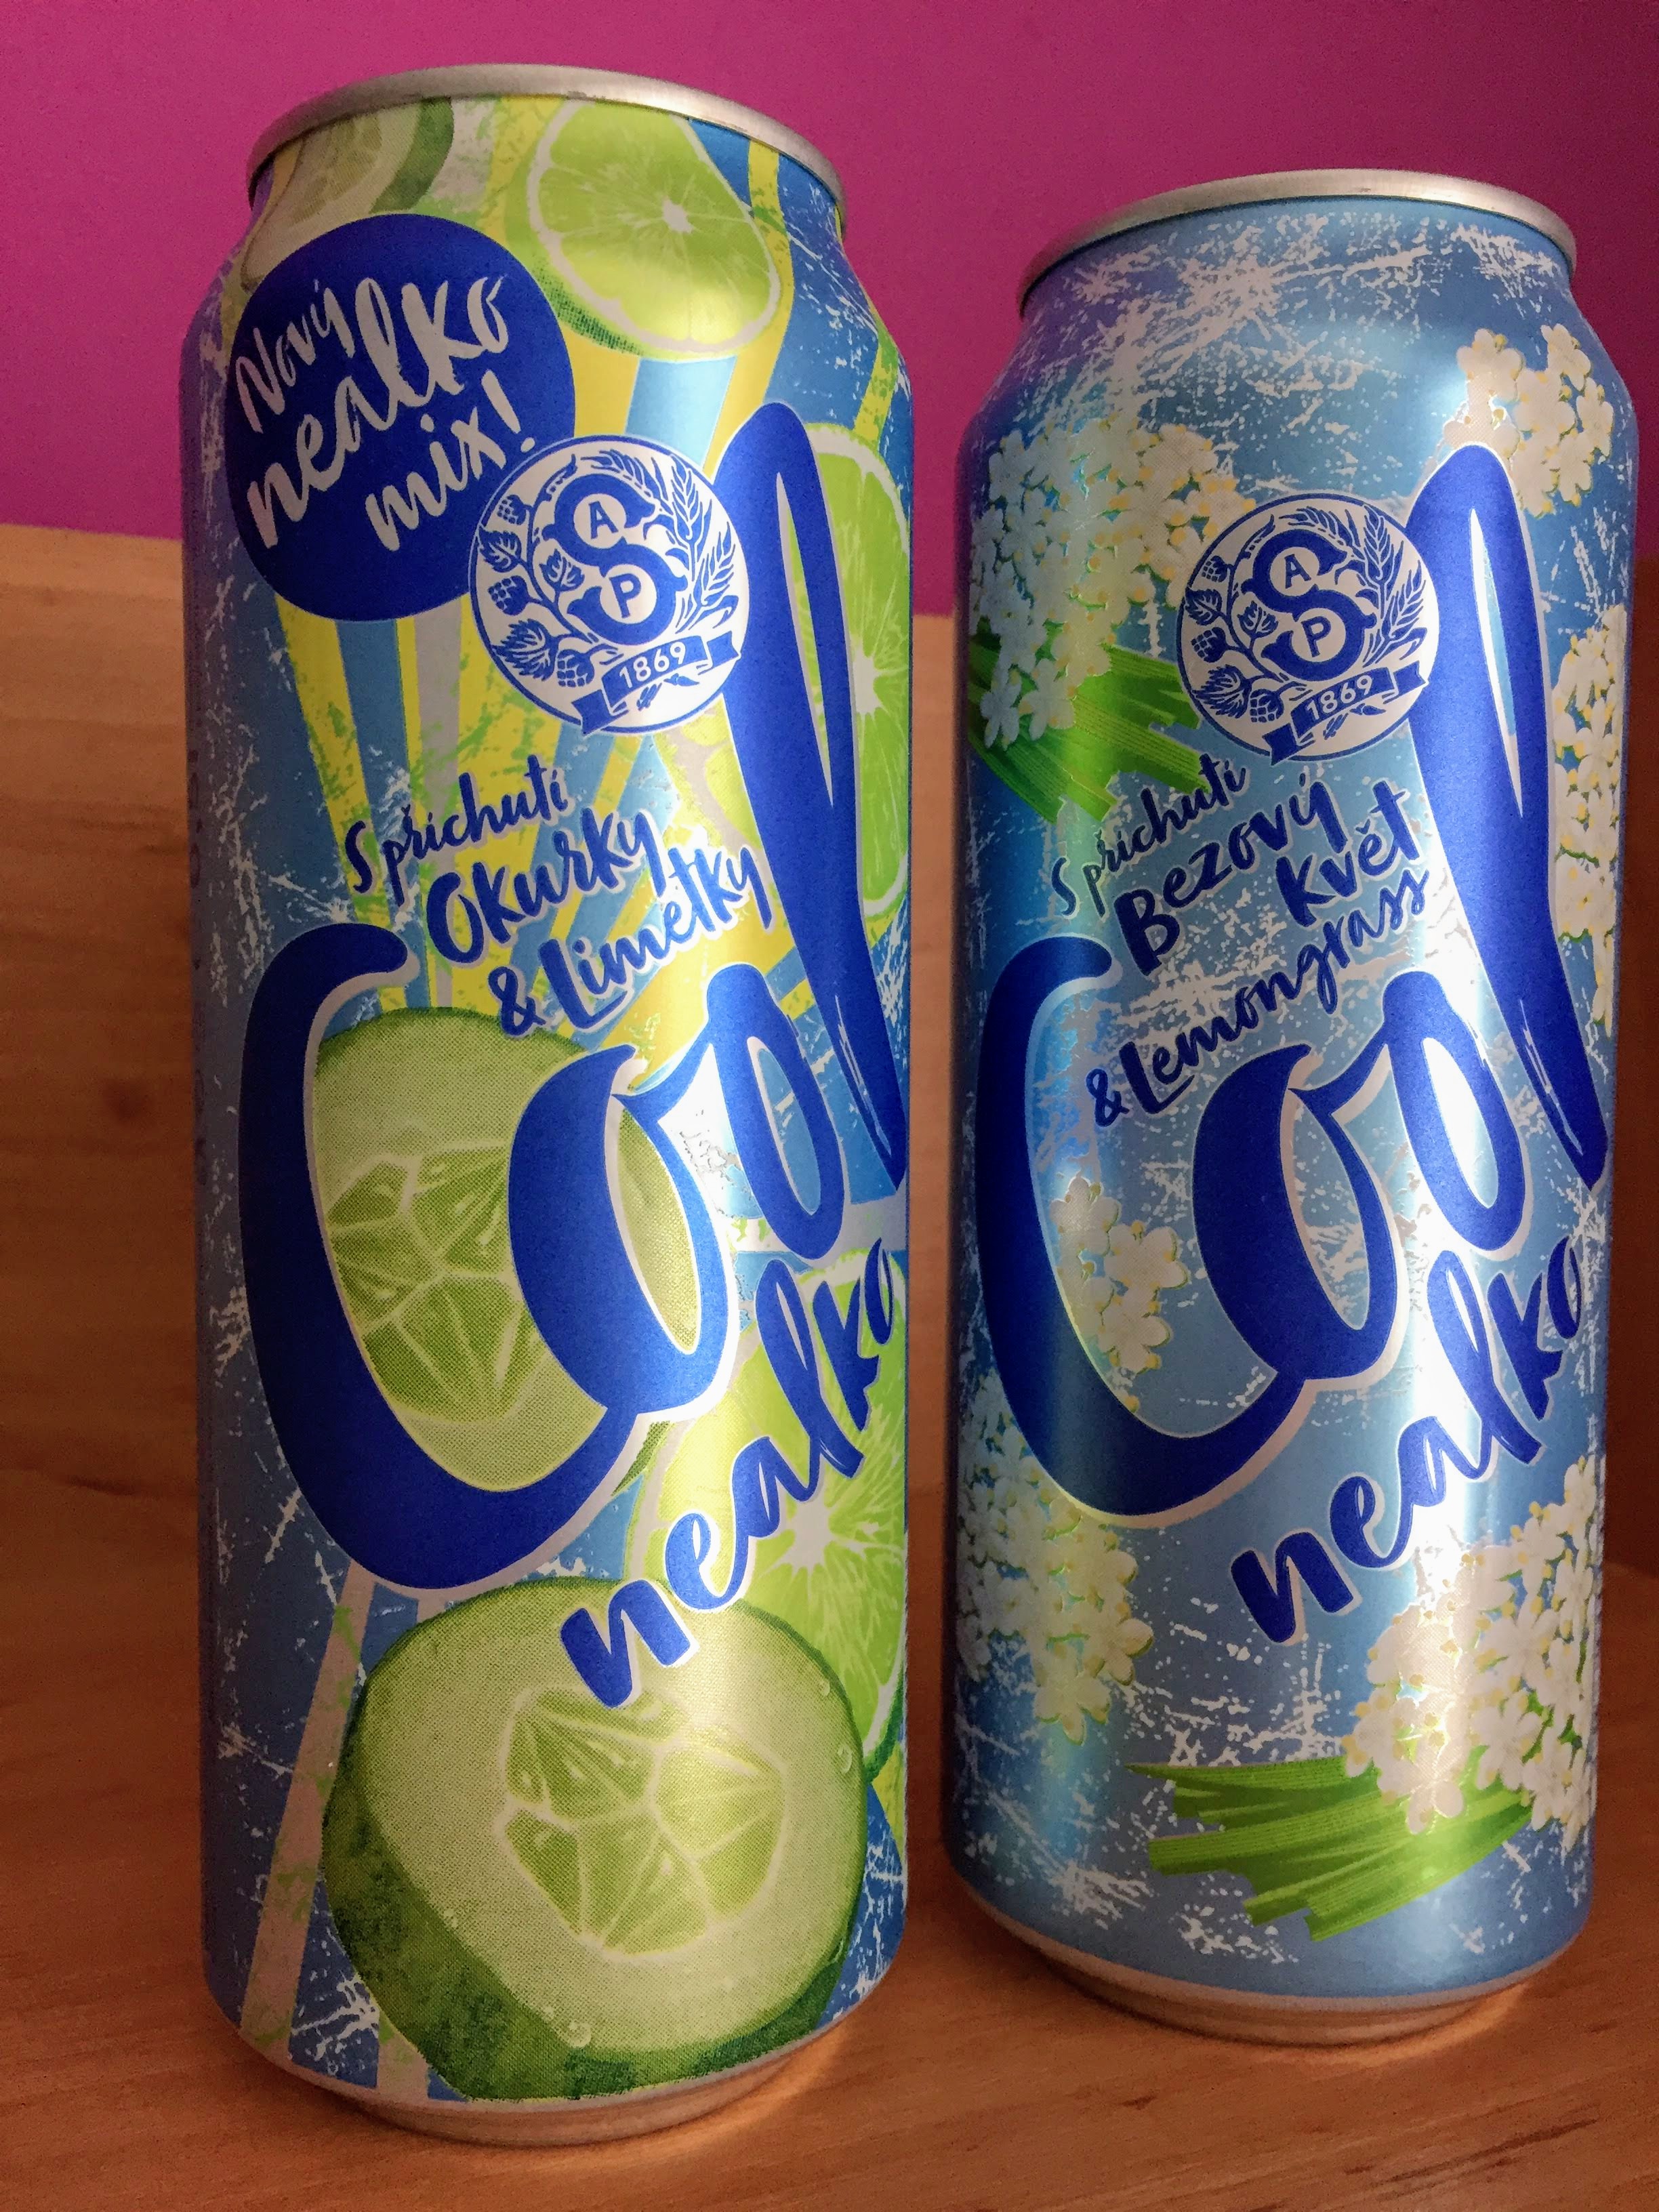 Nový
nealko
mix!
A
S
P
1869
S příchutí
Okurky
& Limetky
Cool
nealko
A
S
P
1869
S příchutí
Bezový
květ
& Lemongrass
Cool
nealko